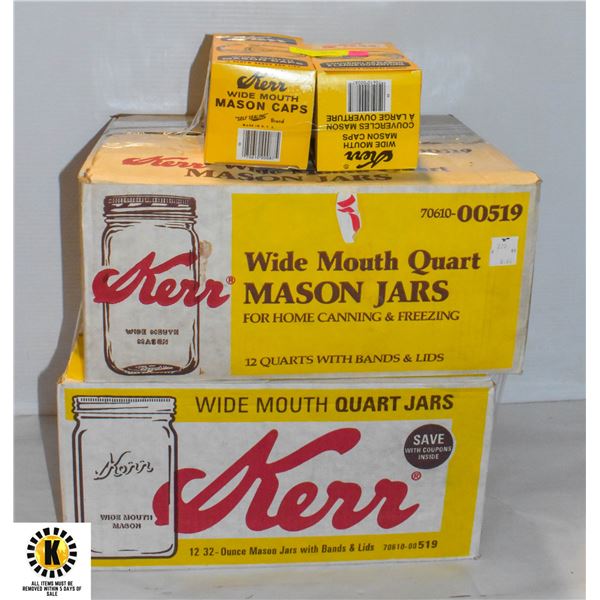 Kerr
WIDE MOUTH
MASON CAPS
Brand
WIDE MOUTH
MASON CAPS
COUVERCLES MASON
À LARGE OUVERTURE
Kerr
MASON JARS
70610-00519
Kerr®
Wide Mouth Quart
MASON JARS
FOR HOME CANNING & FREEZING
WIDE MOUTH
MASON
12 QUARTS WITH BANDS & LIDS
WIDE MOUTH QUART JARS
SAVE
WITH COUPONS
INSIDE
Kerr
Kerr®
WIDE MOUTH
MASON
12 32-Ounce Mason Jars with Bands & Lids 70610-00519
K
ALL ITEMS MUST BE
REMOVED WITHIN 5 DAYS OF
SALE